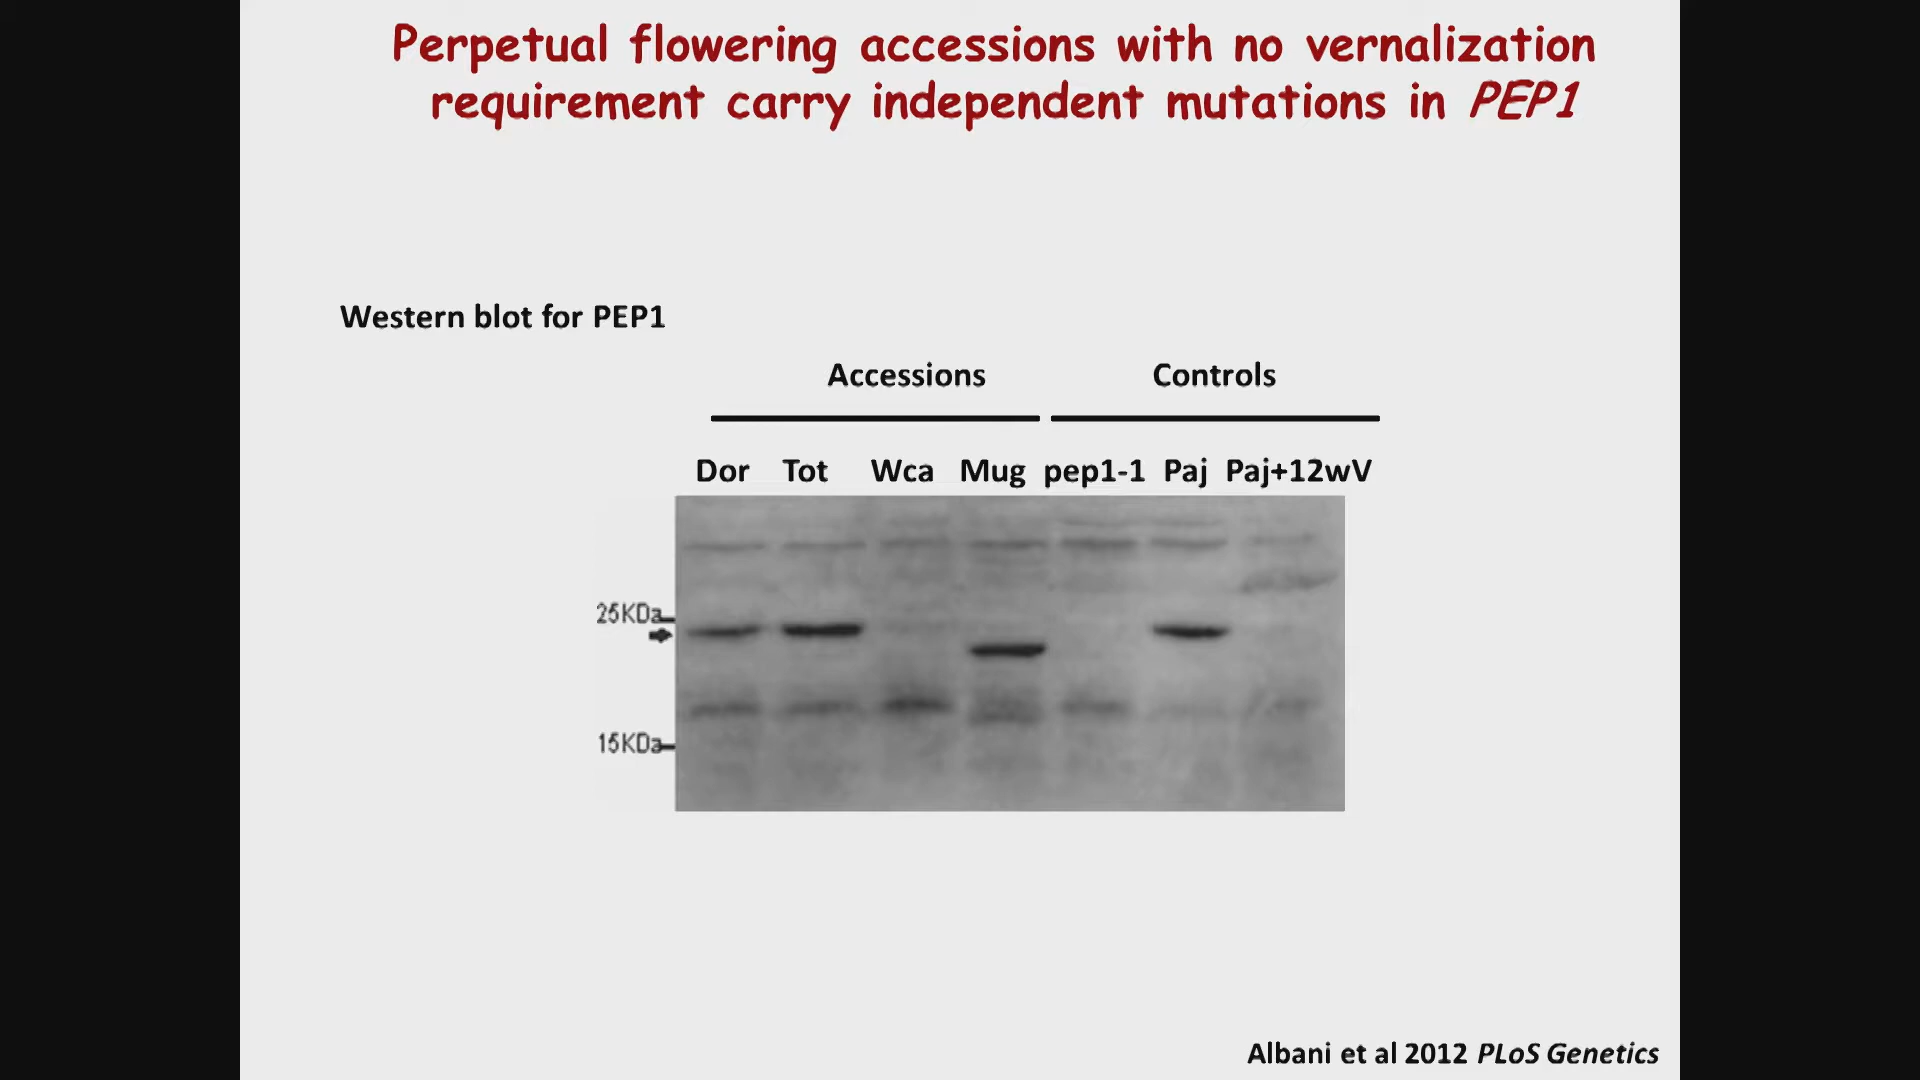 Perpetual flowering accessions with no vernalization
requirement carry independent mutations in PEP1
Western blot for PEP1
Accessions Controls
Dor Tot Wca Mug pep1-1 Paj Paj+12wV
25KDa
15KDa
Albani et al 2012 PLoS Genetics